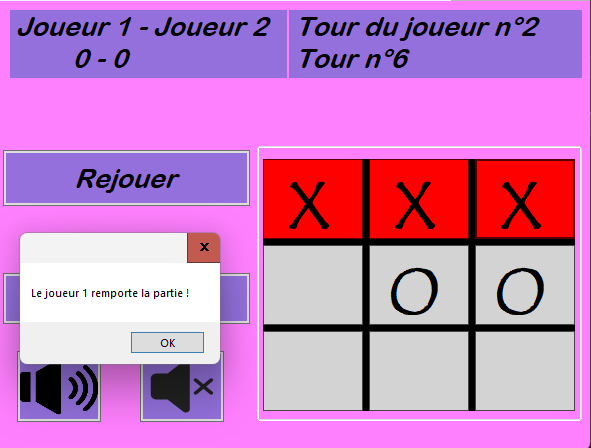 Joueur 1 - Joueur 2
0 - 0
Tour du joueur n°2
Tour n°6
Rejouer
x
Le joueur 1 remporte la partie !
OK
X X X
O O